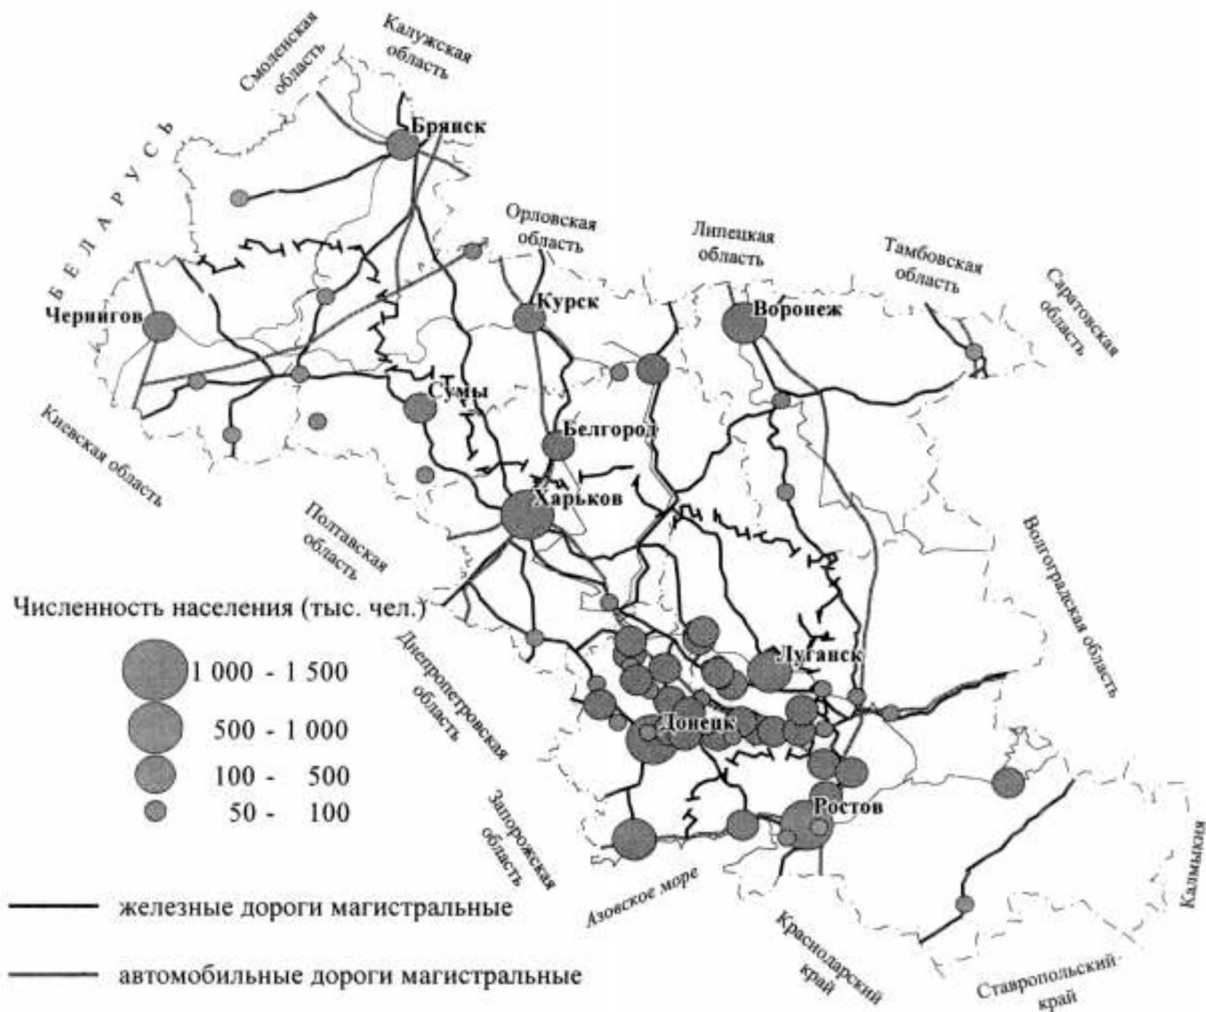 Смоленская
область
Калужская
область
БЕЛАРУСЬ
Брянск
Орловская
область
Липецкая
область
Тамбовская
область
Саратовская
область
Чернигов
Курск
Воронеж
Сумы
Киевская область
Белгород
Харьков
Полтавская
область
Волгоградская область
Численность населения (тыс. чел.)
1 000 - 1 500
500 - 1 000
100 - 500
50 - 100
Днепропетровская
область
Луганск
Донецк
Запорожская
область
Ростов
Азовское море
Краснодарский
край
Ставропольский
край
Калмыкия
железные дороги магистральные
автомобильные дороги магистральные